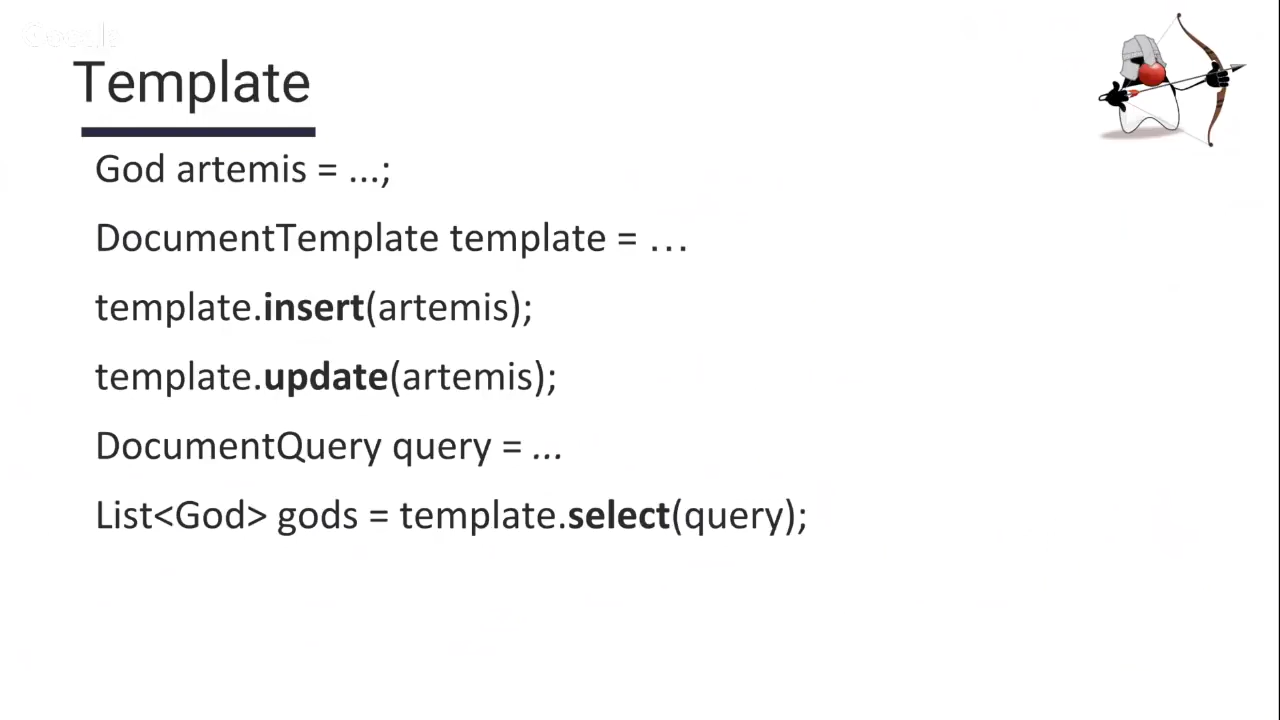 Template
God artemis = ...;
DocumentTemplate template = …
template.insert(artemis);
template.update(artemis);
DocumentQuery query = ...
List<God> gods = template.select(query);